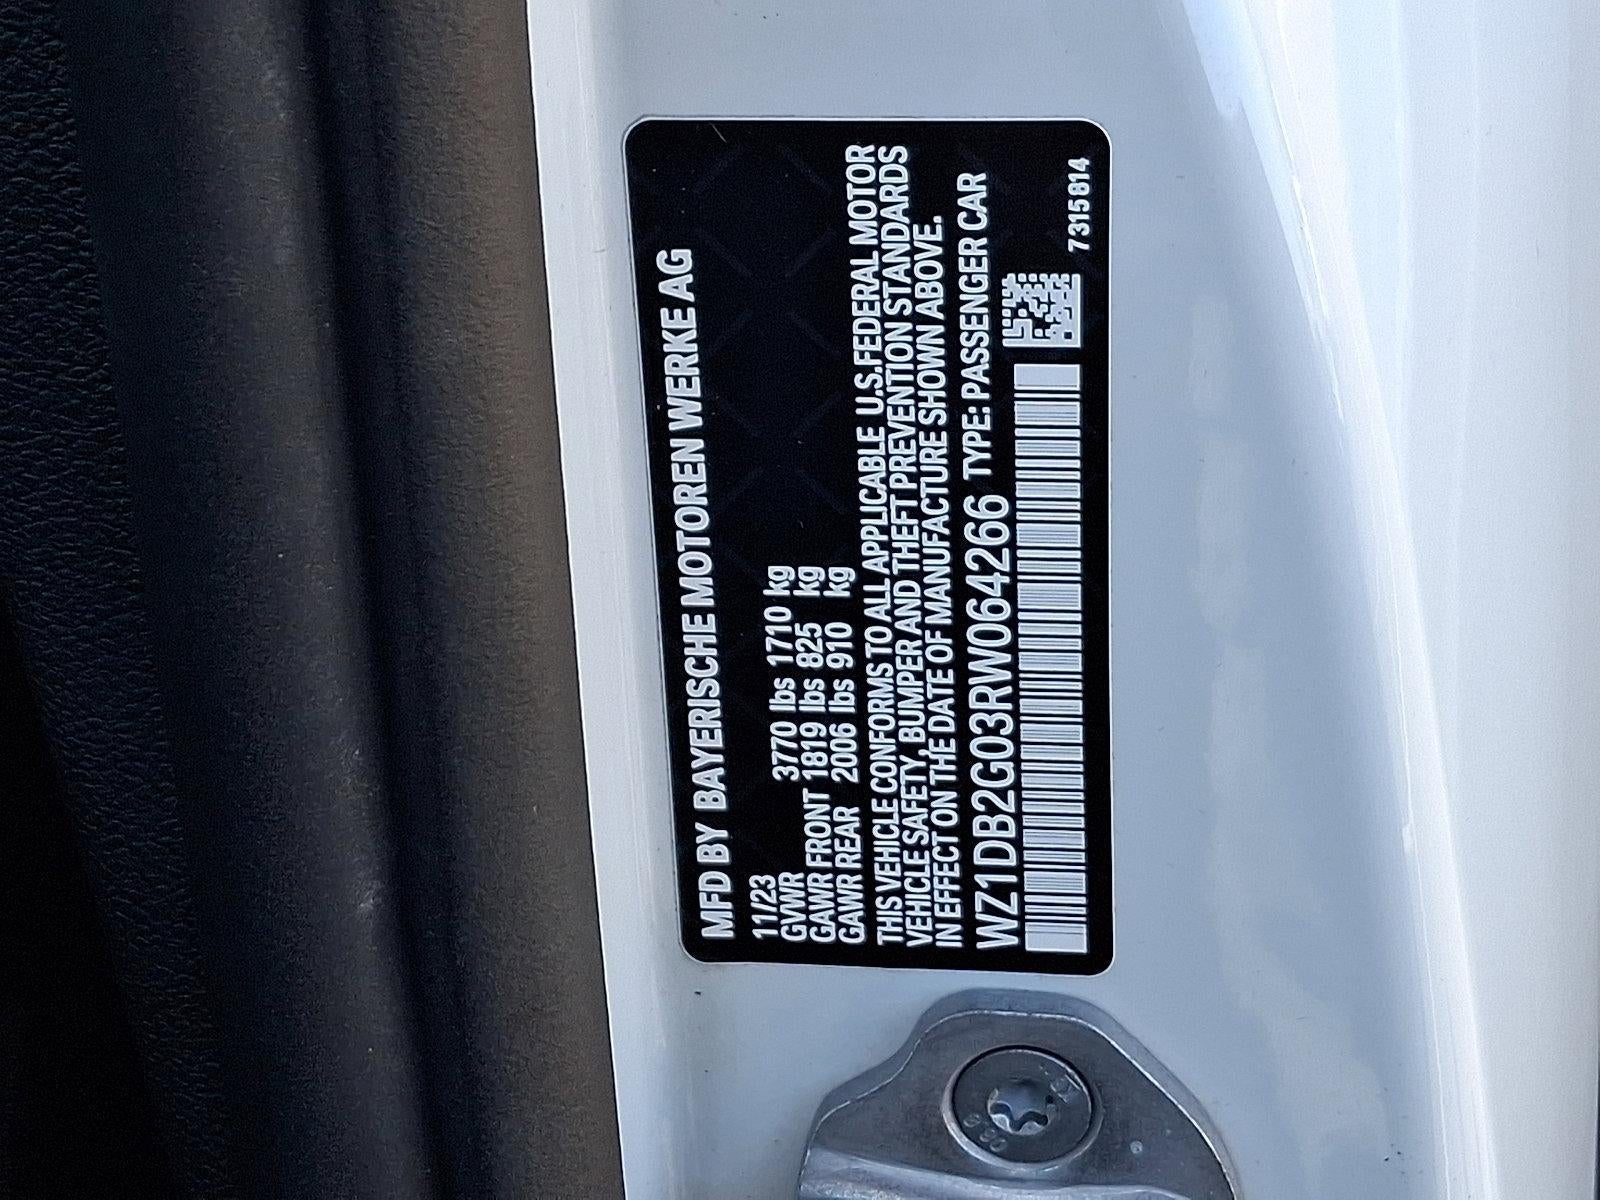 MFD BY BAYERISCHE MOTOREN WERKE AG
11/23
GVWR 3770 lbs 1710 kg
GAWR FRONT 1819 lbs 825 kg
GAWR REAR 2006 lbs 910 kg
THIS VEHICLE CONFORMS TO ALL APPLICABLE U.S.FEDERAL MOTOR
VEHICLE SAFETY, BUMPER AND THEFT PREVENTION STANDARDS
IN EFFECT ON THE DATE OF MANUFACTURE SHOWN ABOVE.
WZ1DB2G03RW064266 TYPE: PASSENGER CAR
7315814